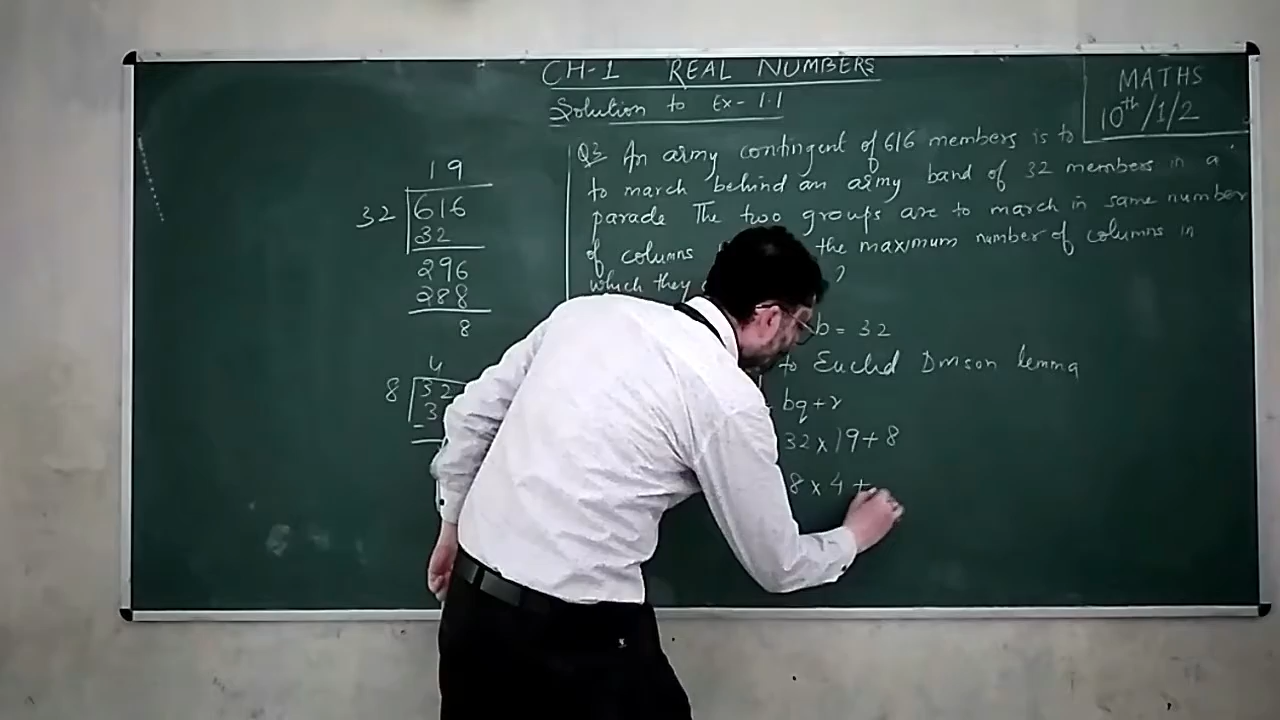 CH-1 REAL NUMBERS
Solution to Ex-1.1
MATHS
10th/1/2
Q3 An army contingent of 616 members is to
to march behind an army band of 32 members in a
parade The two groups are to march in same number
of columns the maximum number of columns in
which they ?
b = 32
to Euclid Division lemma
bq+r
32×19+8
8×4+
19
32 616
32
296
288
8
4
8 32
3